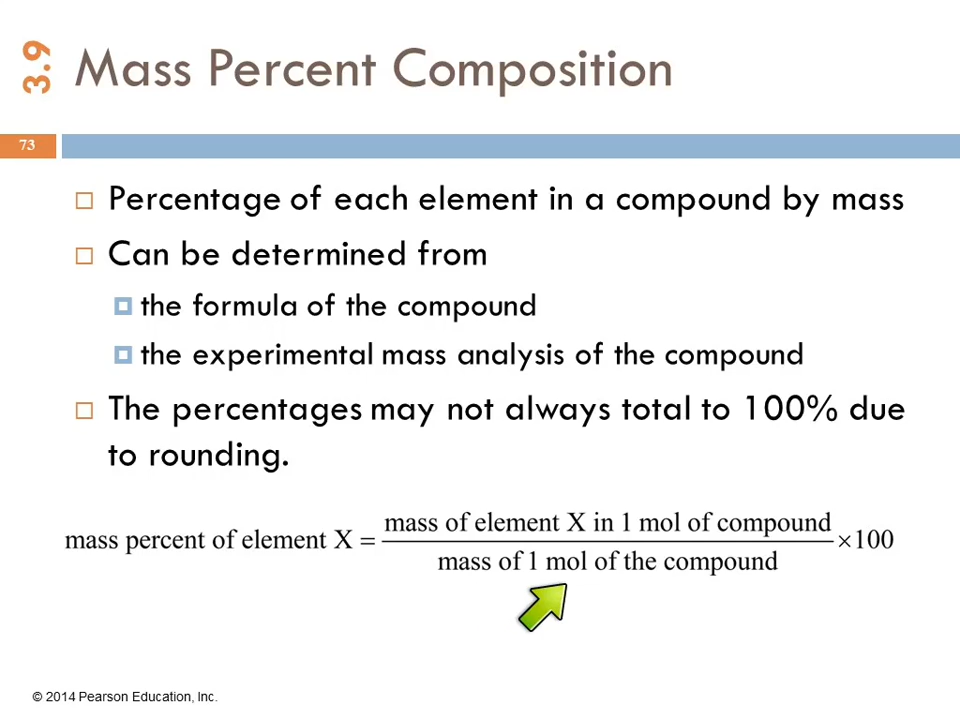 3.9
Mass Percent Composition
73
Percentage of each element in a compound by mass
Can be determined from
the formula of the compound
the experimental mass analysis of the compound
The percentages may not always total to 100% due
to rounding.
mass percent of element X = mass of element X in 1 mol of compound / mass of 1 mol of the compound ×100
© 2014 Pearson Education, Inc.